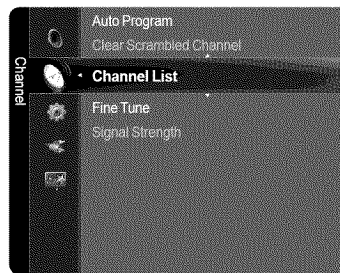 Channel
Auto Program
Clear Scrambled Channel
Channel List
Fine Tune
Signal Strength